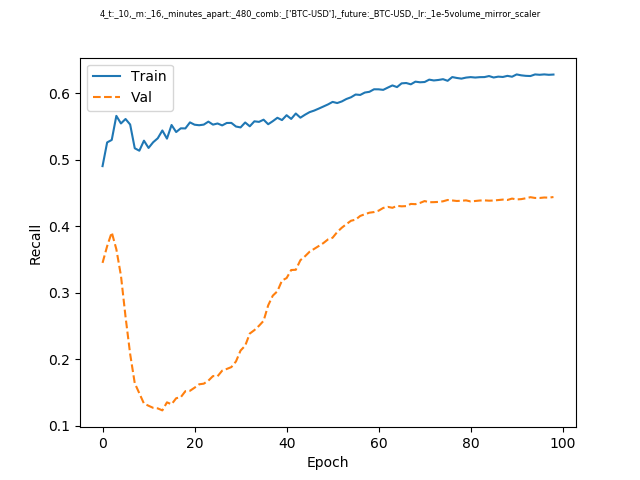 4_t:_10,_m:_16,_minutes_apart:_480_comb:_['BTC-USD'],_future:_BTC-USD,_lr:_1e-5volume_mirror_scaler
Train
Val
Recall
0.6
0.5
0.4
0.3
0.2
0.1
0 20 40 60 80 100
Epoch